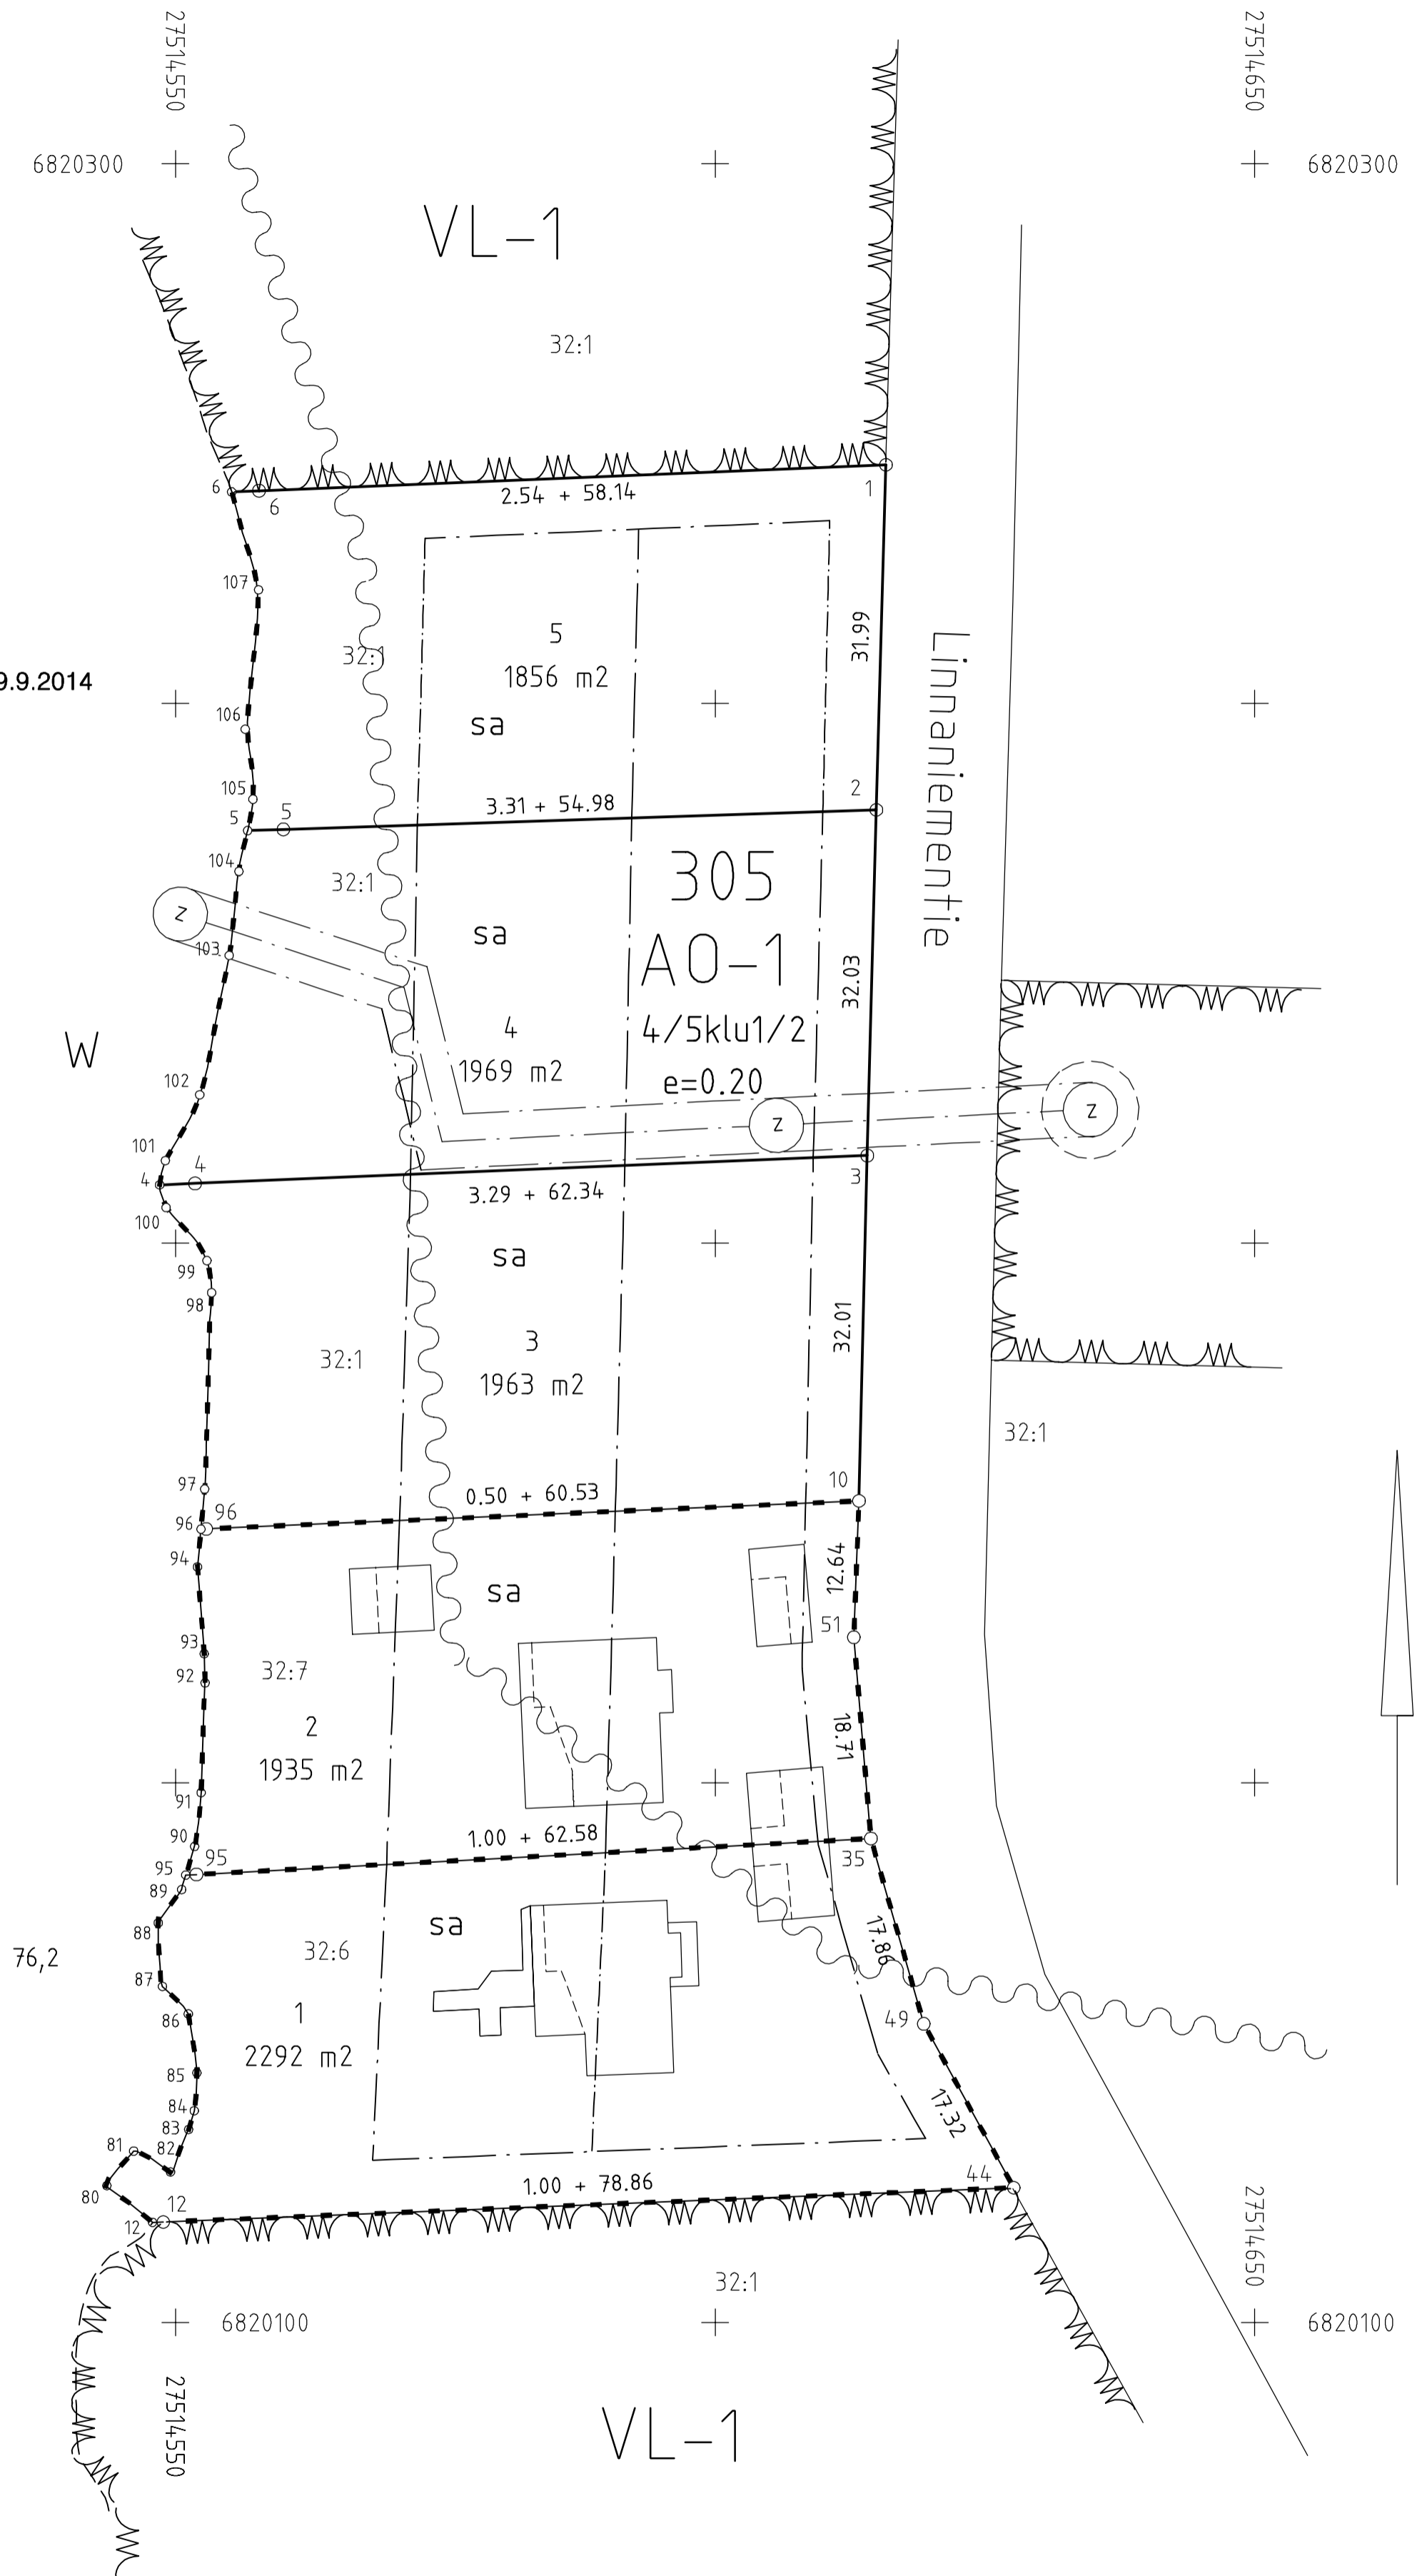 27514550
27514650
6820300
6820300
VL-1
32:1
6
6
2.54 + 58.14
1
107
31.99
5
32:1
1856 m2
9.9.2014
106
sa
Linnaniementie
105
5
5
3.31 + 54.98
2
104
32:1
305
z
sa
103
AO-1
32.03
4
4/5klu1/2
W
1969 m2
e=0.20
102
z
z
101
4
4
3.29 + 62.34
3
100
sa
99
98
3
32.01
32:1
1963 m2
32:1
97
10
96
96
0.50 + 60.53
94
12.64
sa
51
93
92
32:7
2
18.71
1935 m2
91
90
95
95
1.00 + 62.58
35
89
88
sa
17.86
76,2
32:6
87
86
1
49
2292 m2
85
84
83
17.32
81
82
80
12
12
1.00 + 78.86
44
32:1
27514650
6820100
6820100
27514550
VL-1